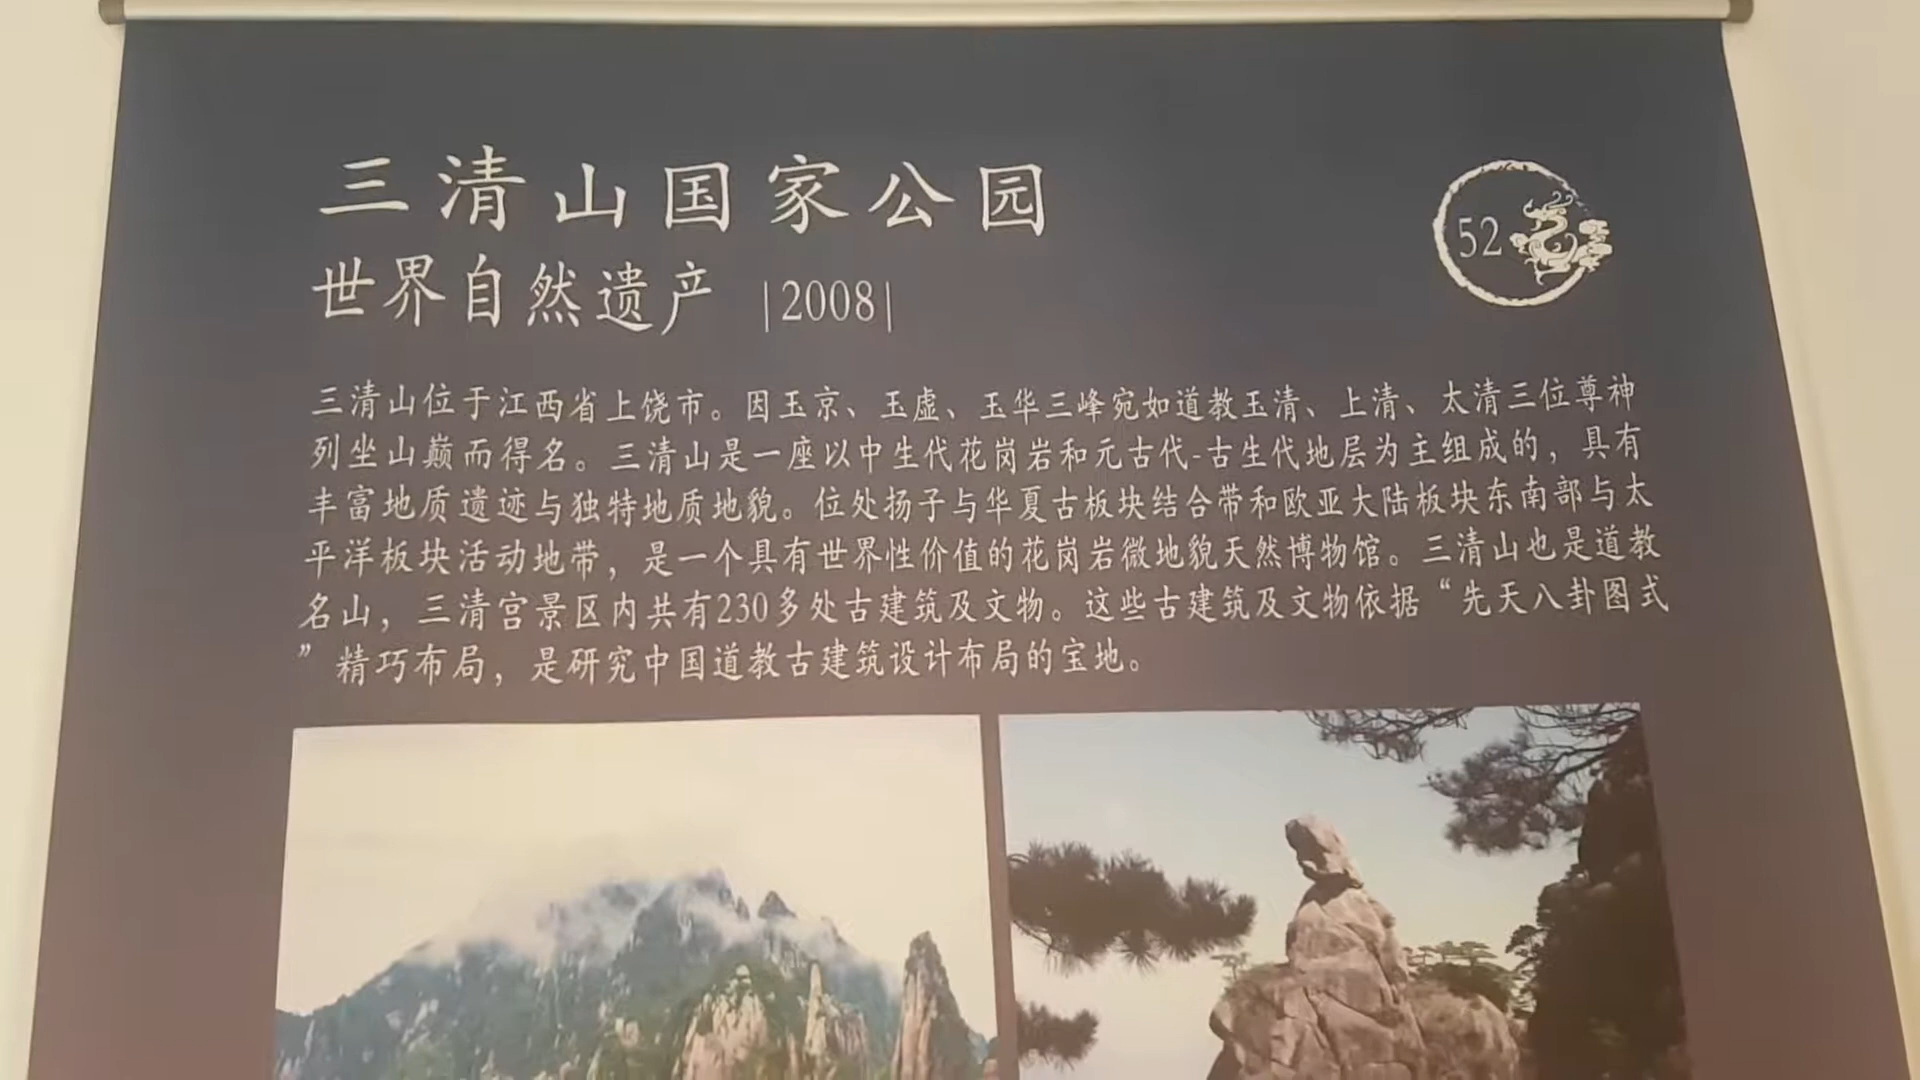 三清山国家公园
世界自然遗产 |2008|
52
三清山位于江西省上饶市。因玉京、玉虚、玉华三峰宛如道教玉清、上清、太清三位尊神
列坐山巅而得名。三清山是一座以中生代花岗岩和元古代-古生代地层为主组成的，具有
丰富地质遗迹与独特地质地貌。位处扬子与华夏古板块结合带和欧亚大陆板块东南部与太
平洋板块活动地带，是一个具有世界性价值的花岗岩微地貌天然博物馆。三清山也是道教
名山，三清宫景区内共有230多处古建筑及文物。这些古建筑及文物依据“先天八卦图式
”精巧布局，是研究中国道教古建筑设计布局的宝地。